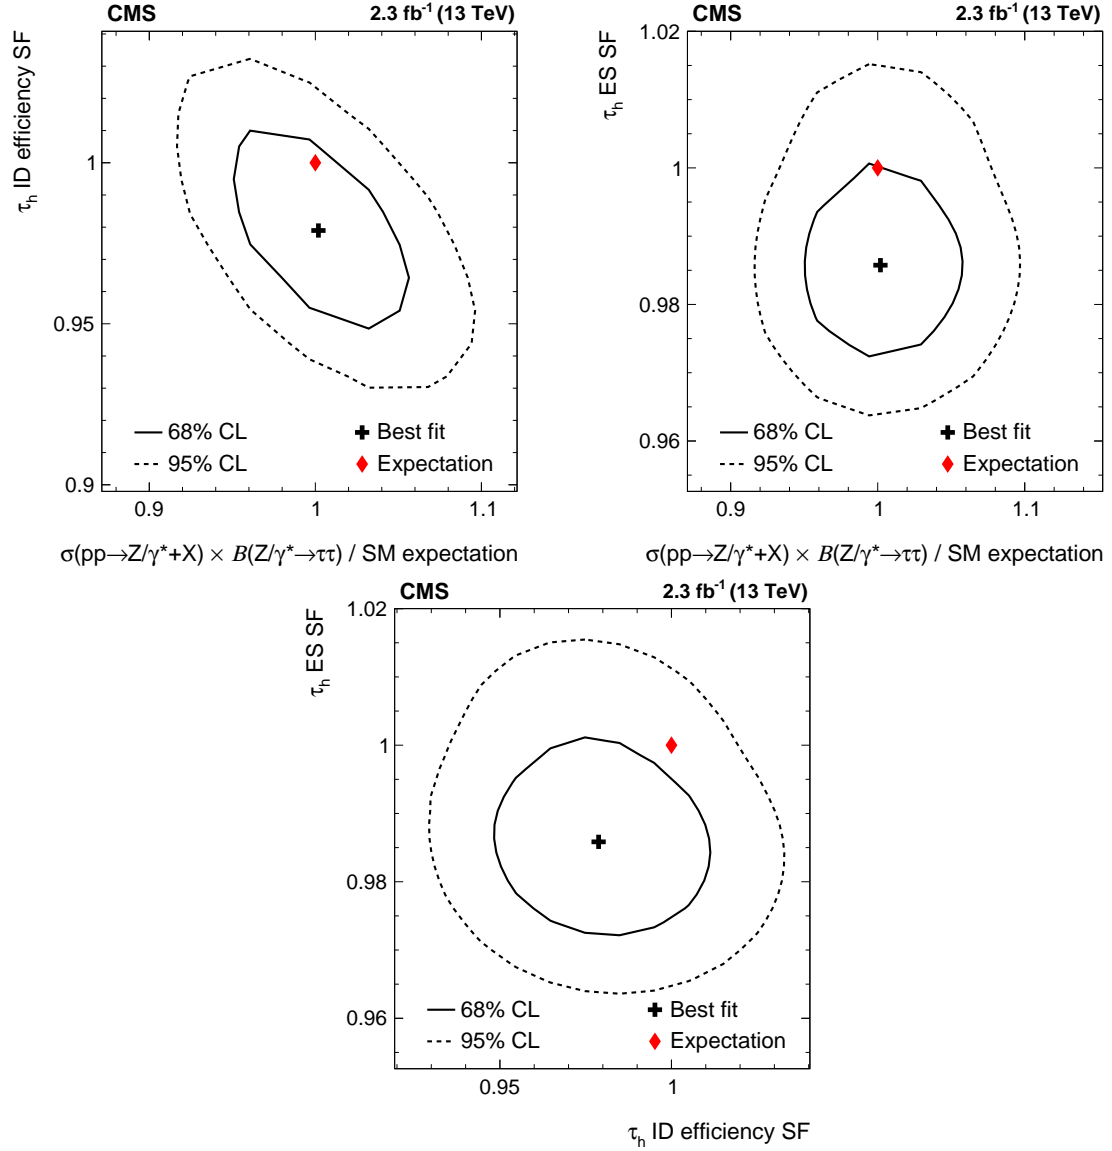 CMS 2.3 fb⁻¹ (13 TeV)
τₕ ID efficiency SF
1
0.95
0.9
68% CL Best fit
95% CL Expectation
0.9 1 1.1
σ(pp→Z/γ*+X) × B(Z/γ*→ττ) / SM expectation
CMS 2.3 fb⁻¹ (13 TeV)
τₕ ES SF
1.02
1
0.98
0.96
68% CL Best fit
95% CL Expectation
0.9 1 1.1
σ(pp→Z/γ*+X) × B(Z/γ*→ττ) / SM expectation
CMS 2.3 fb⁻¹ (13 TeV)
τₕ ES SF
1.02
1
0.98
0.96
68% CL Best fit
95% CL Expectation
0.95 1
τₕ ID efficiency SF